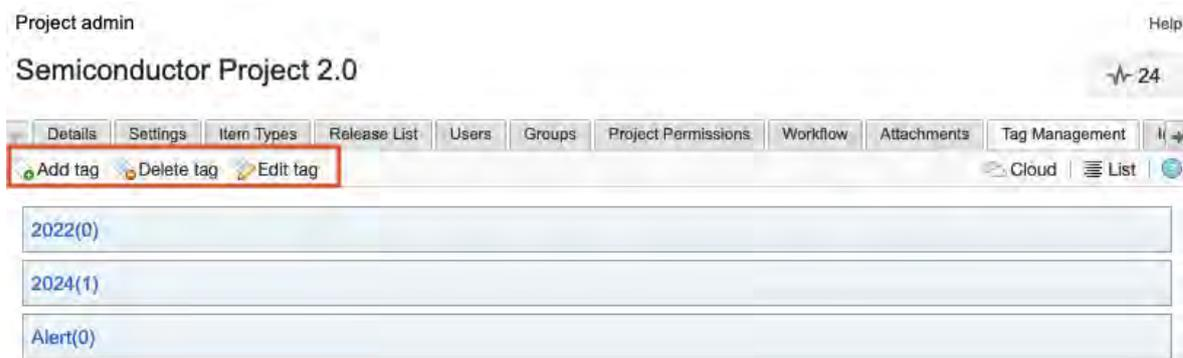 Project admin
Help
Semiconductor Project 2.0
24
Details Settings Item Types Release List Users Groups Project Permissions Workflow Attachments Tag Management
Add tag Delete tag Edit tag Cloud List
2022(0)
2024(1)
Alert(0)